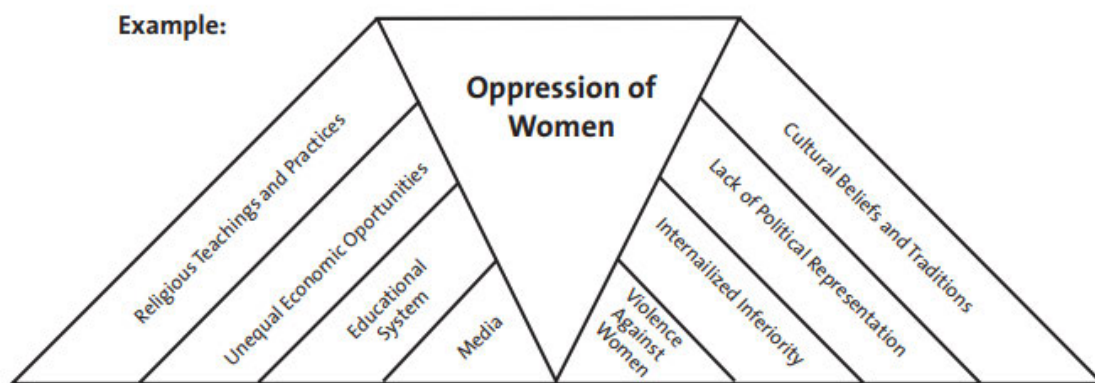 Example:
Oppression of
Women
Religious Teachings and Practices
Unequal Economic Oportunities
Educational
System
Media
Violence
Against
Women
Internailized Inferiority
Lack of Political Representation
Cultural Beliefs and Traditions